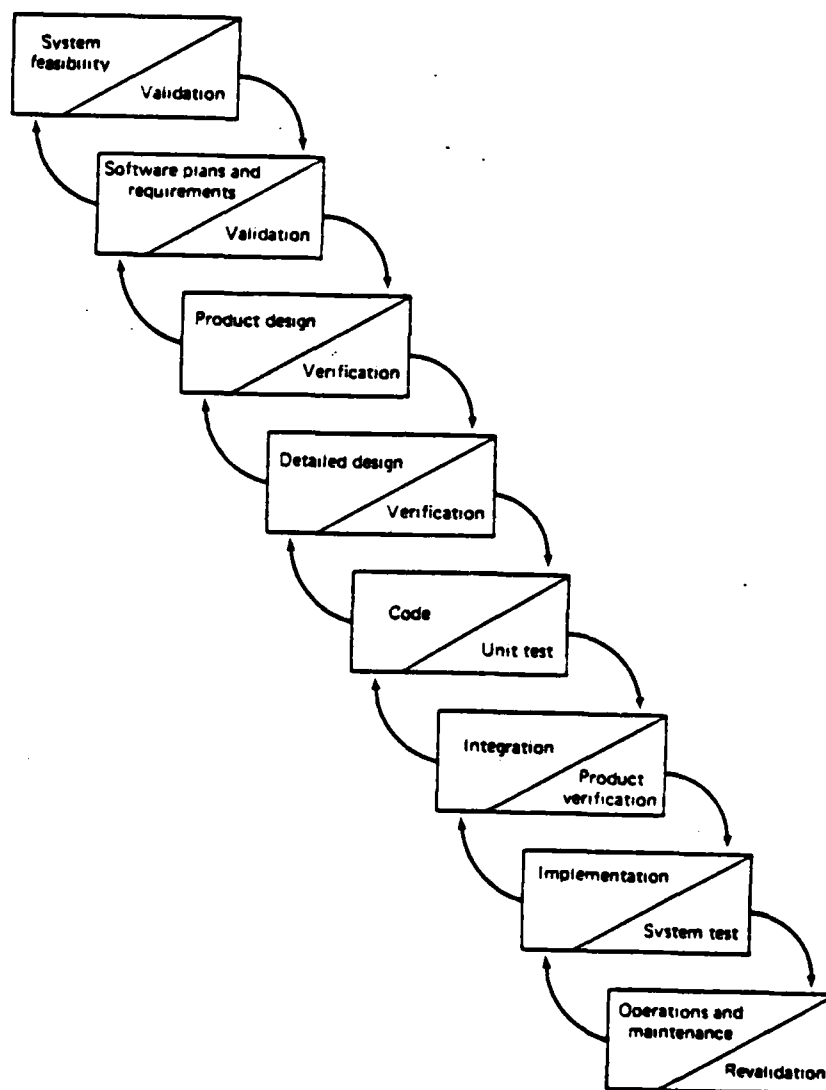 System
feasibility
Validation
Software plans and
requirements
Validation
Product design
Verification
Detailed design
Verification
Code
Unit test
Integration
Product
verification
Implementation
System test
Operations and
maintenance
Revalidation